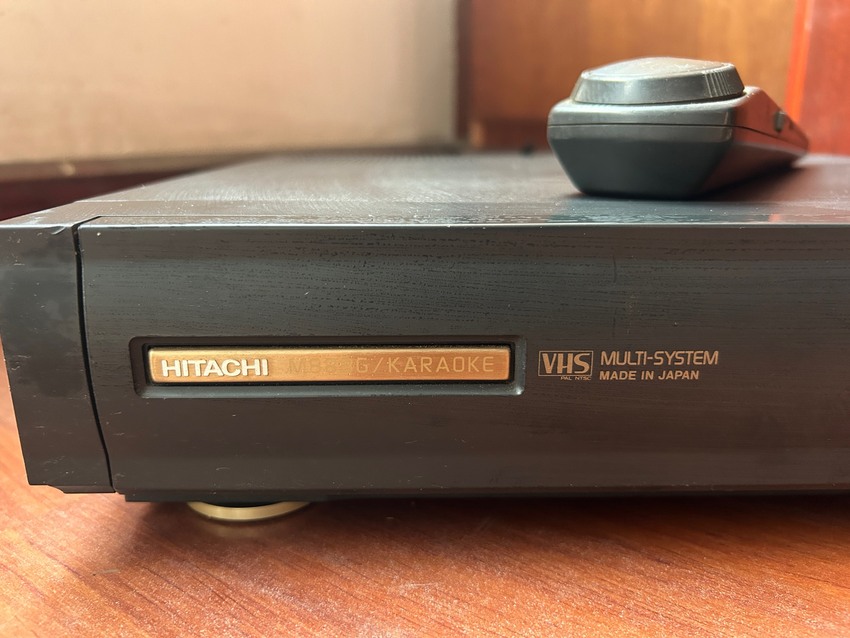 HITACHI /KARAOKE
VHS MULTI-SYSTEM
PAL NTSC MADE IN JAPAN